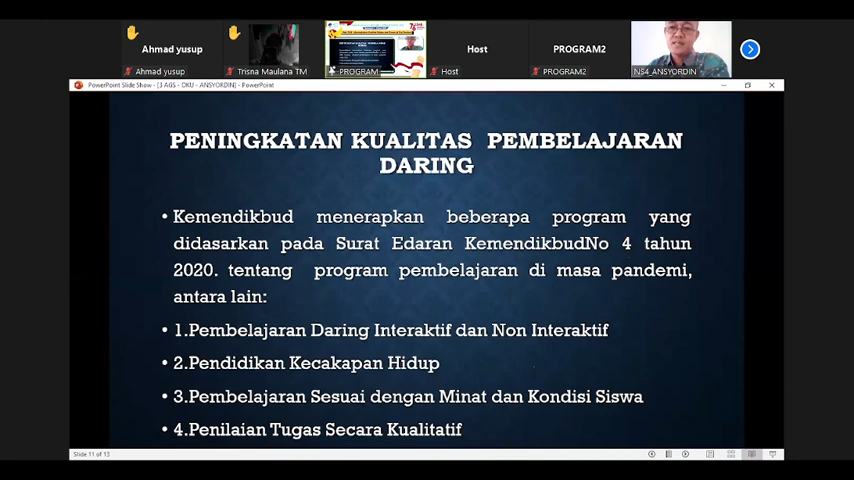 Ahmad yusup
Host
PROGRAM2
Ahmad yusup
Trisna Maulana TM
PROGRAM
Host
PROGRAM2
NS4_ANSYORDIN
PowerPoint Slide Show - [3 AGS - OKU - ANSYORDIN] - PowerPoint
PENINGKATAN KUALITAS PEMBELAJARAN
DARING
• Kemendikbud menerapkan beberapa program yang
didasarkan pada Surat Edaran KemendikbudNo 4 tahun
2020. tentang program pembelajaran di masa pandemi,
antara lain:
• 1.Pembelajaran Daring Interaktif dan Non Interaktif
• 2.Pendidikan Kecakapan Hidup
• 3.Pembelajaran Sesuai dengan Minat dan Kondisi Siswa
• 4.Penilaian Tugas Secara Kualitatif
Slide 11 of 13